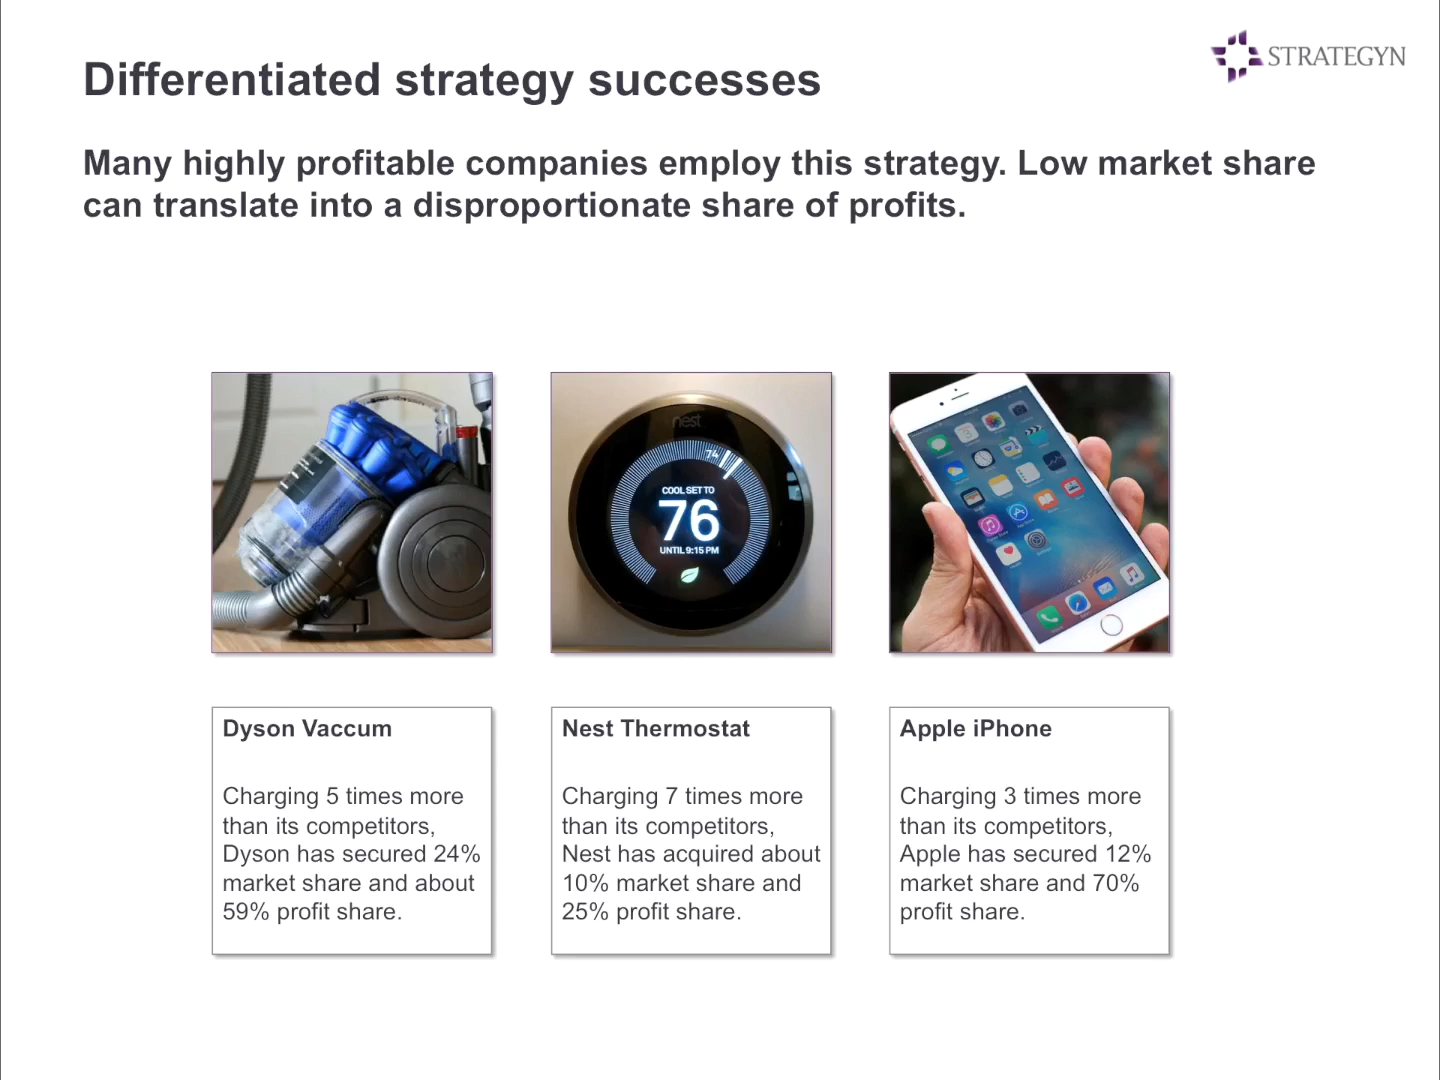 Differentiated strategy successes
STRATEGYN
Many highly profitable companies employ this strategy. Low market share
can translate into a disproportionate share of profits.
nest
74
COOL SET TO
76
UNTIL 9:15 PM
Dyson Vaccum
Charging 5 times more
than its competitors,
Dyson has secured 24%
market share and about
59% profit share.
Nest Thermostat
Charging 7 times more
than its competitors,
Nest has acquired about
10% market share and
25% profit share.
Apple iPhone
Charging 3 times more
than its competitors,
Apple has secured 12%
market share and 70%
profit share.